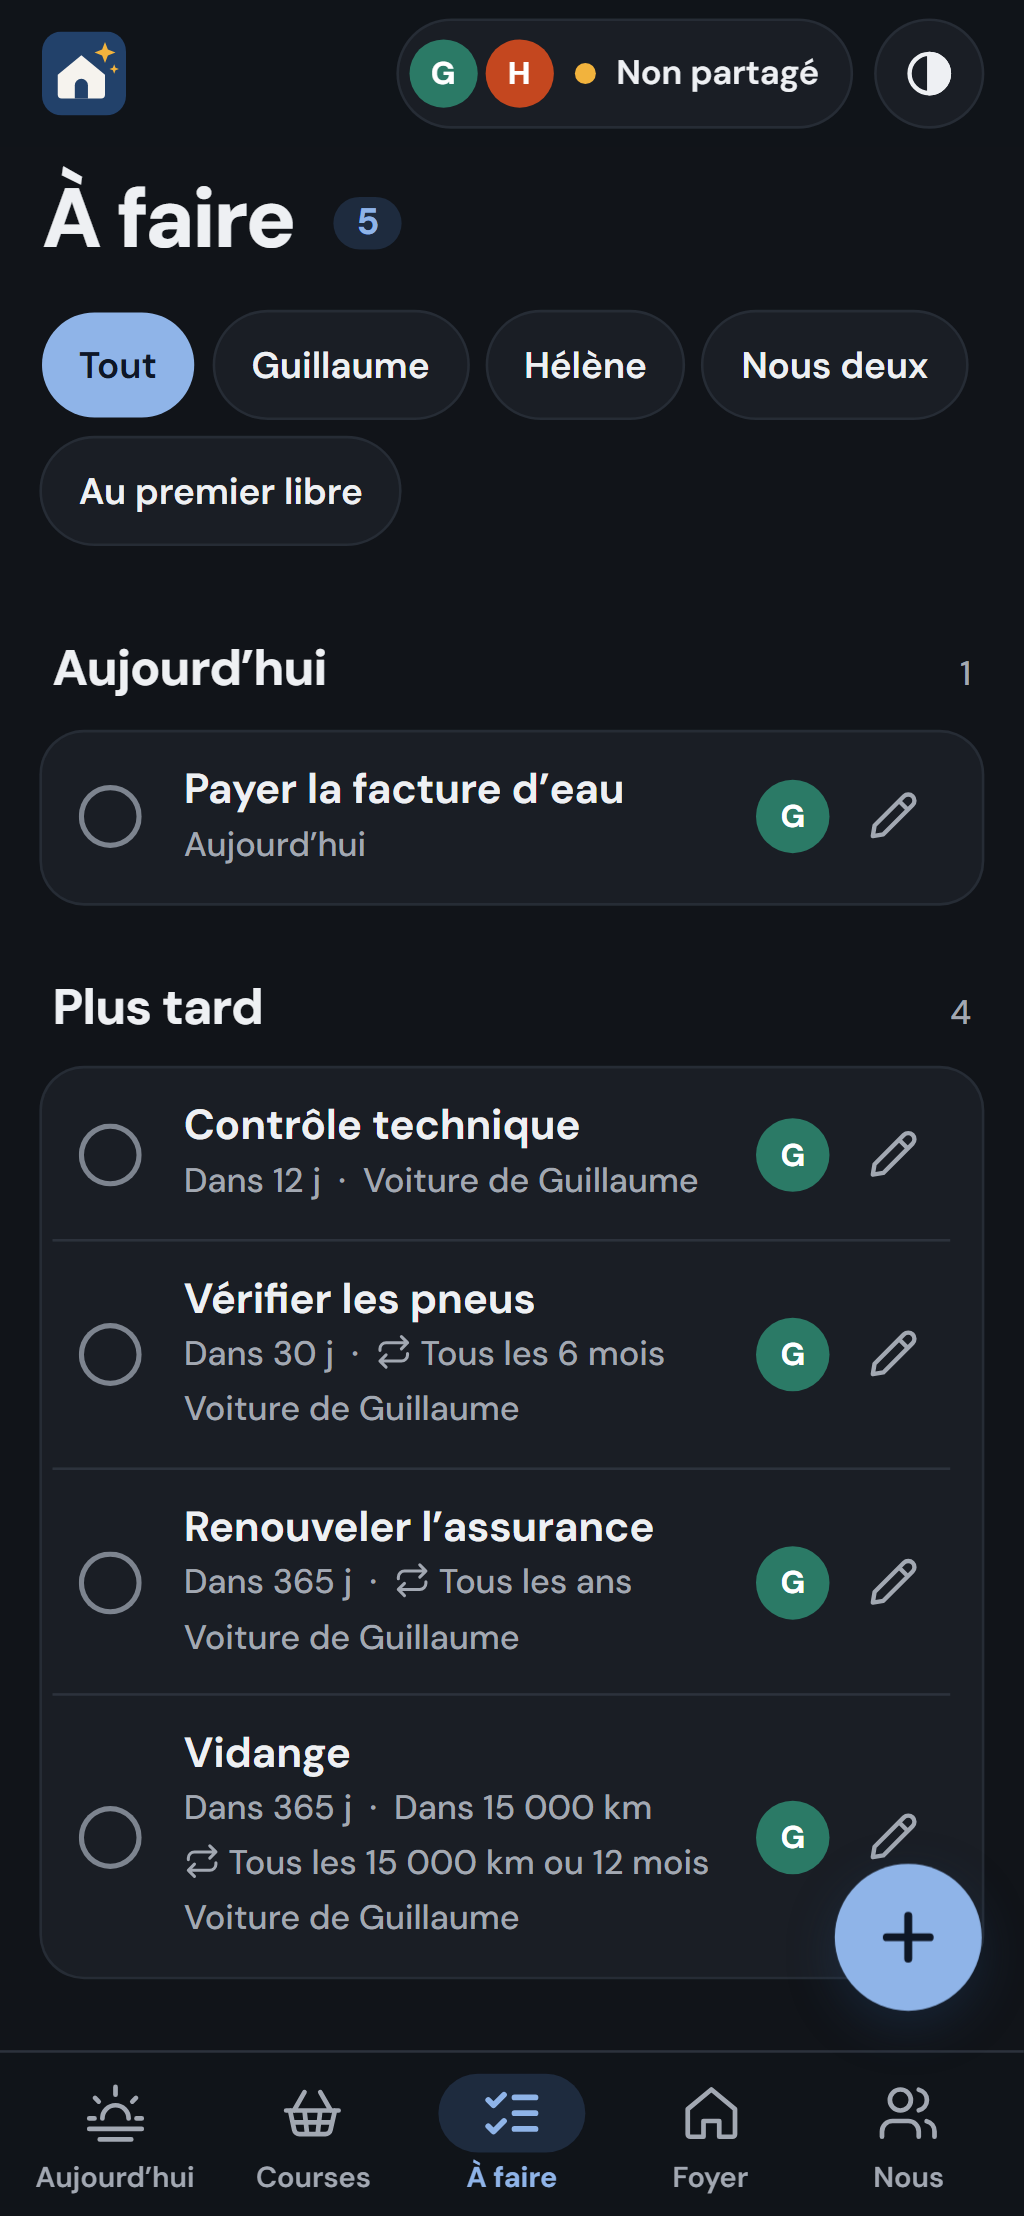 G H Non partagé
À faire 5
Tout Guillaume Hélène Nous deux
Au premier libre
Aujourd’hui 1
Payer la facture d’eau
Aujourd’hui
G
Plus tard 4
Contrôle technique
Dans 12 j · Voiture de Guillaume
G
Vérifier les pneus
Dans 30 j · Tous les 6 mois
Voiture de Guillaume
G
Renouveler l’assurance
Dans 365 j · Tous les ans
Voiture de Guillaume
G
Vidange
Dans 365 j · Dans 15 000 km
Tous les 15 000 km ou 12 mois
Voiture de Guillaume
G
Aujourd’hui Courses À faire Foyer Nous